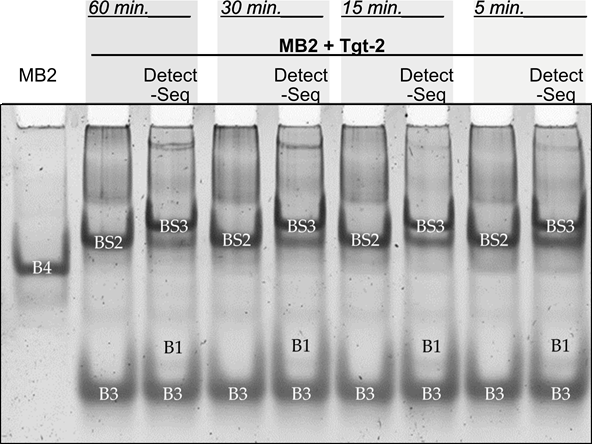 60 min. 30 min. 15 min. 5 min.
MB2 + Tgt-2
MB2 Detect Detect Detect Detect
-Seq -Seq -Seq -Seq
BS3 BS3 BS3 BS3
BS2 BS2 BS2 BS2
B4
B1 B1 B1 B1
B3 B3 B3 B3 B3 B3 B3 B3